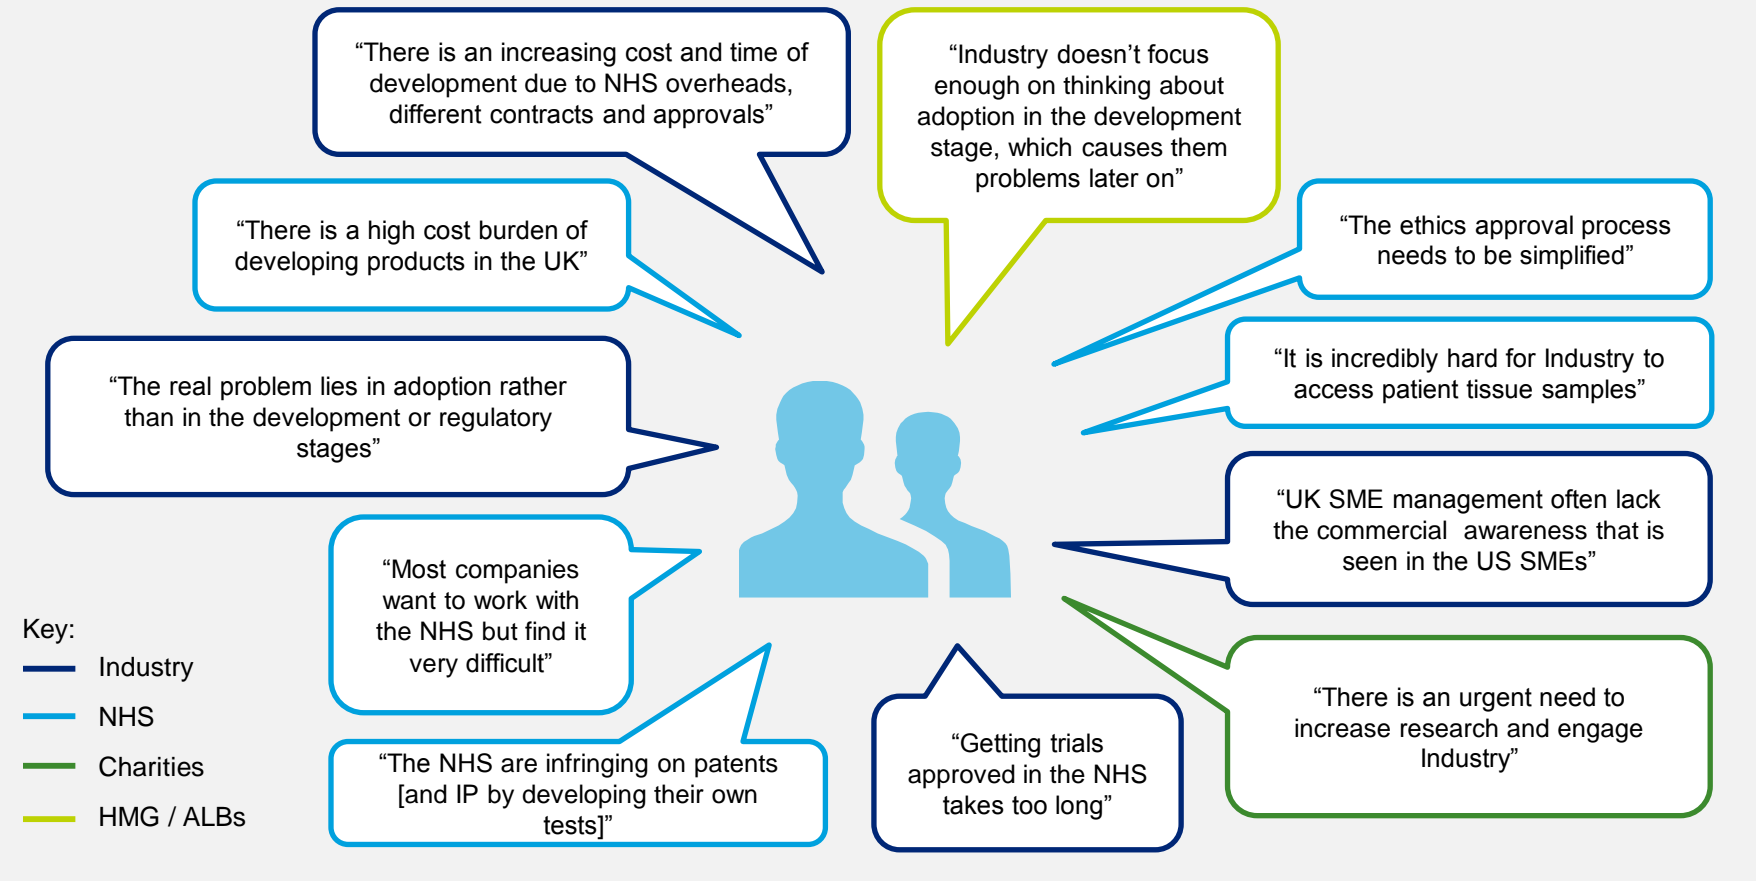 “There is an increasing cost and time of
development due to NHS overheads,
different contracts and approvals”
“Industry doesn’t focus
enough on thinking about
adoption in the development
stage, which causes them
problems later on”
“There is a high cost burden of
developing products in the UK”
“The ethics approval process
needs to be simplified”
“The real problem lies in adoption rather
than in the development or regulatory
stages”
“It is incredibly hard for Industry to
access patient tissue samples”
“UK SME management often lack
the commercial  awareness that is
seen in the US SMEs”
“Most companies
want to work with
the NHS but find it
very difficult”
“There is an urgent need to
increase research and engage
Industry”
“The NHS are infringing on patents
[and IP by developing their own
tests]”
“Getting trials
approved in the NHS
takes too long”
Key:
Industry
NHS
Charities
HMG / ALBs